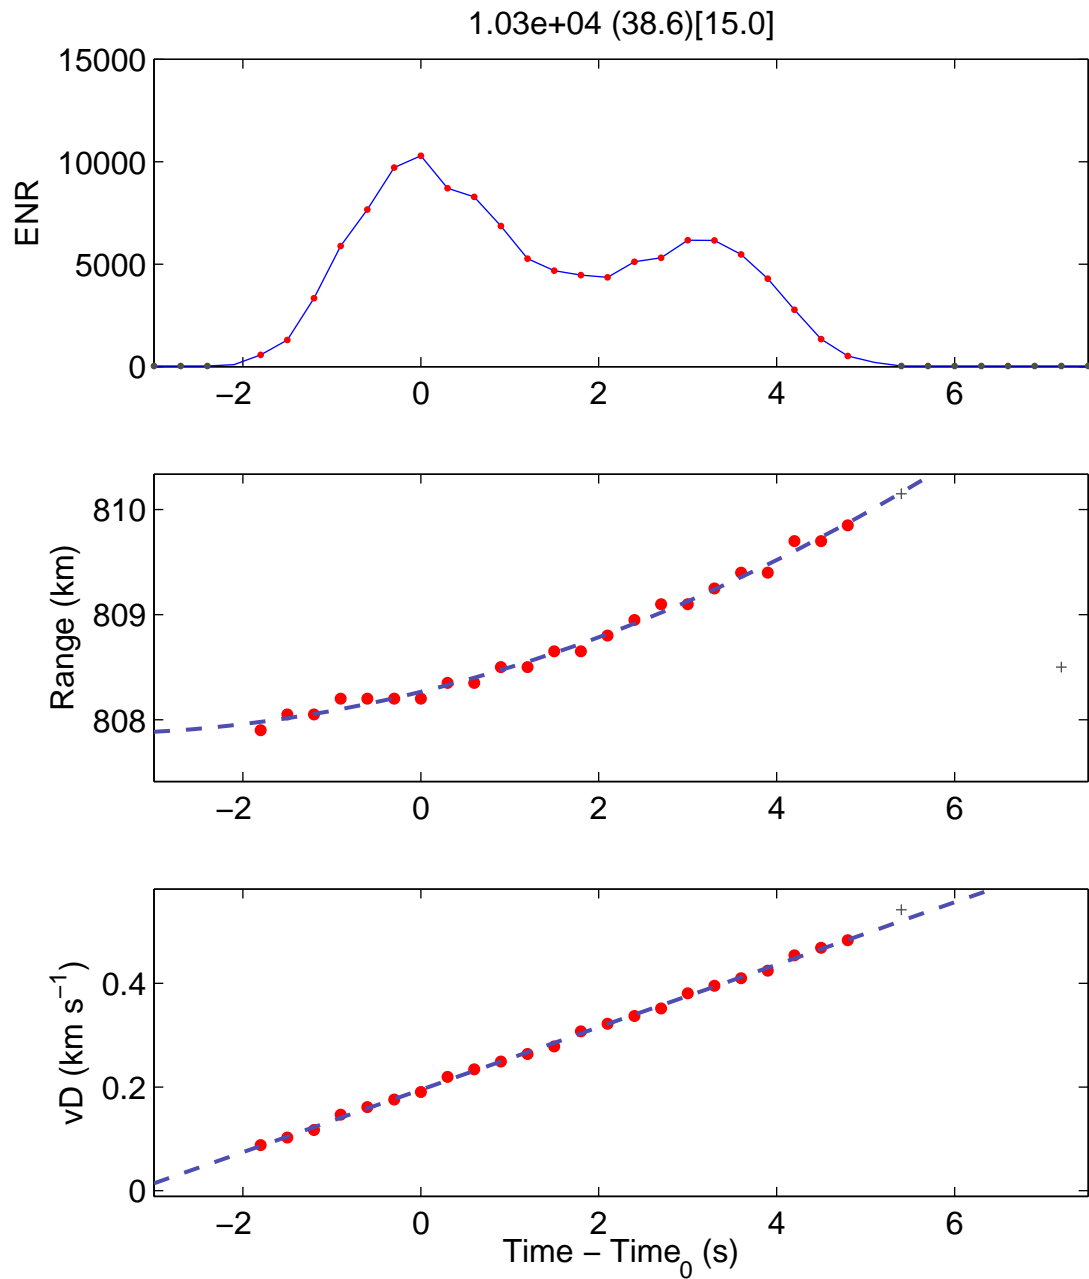 1.03e+04 (38.6)[15.0]
15000
10000
5000
0
ENR
−2 0 2 4 6
810
809
808
Range (km)
−2 0 2 4 6
0.4
0.2
0
vD (km s−1)
−2 0 2 4 6
Time − Time0 (s)